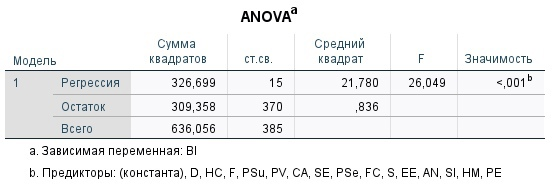 ANOVAa
Модель Сумма квадратов ст.св. Средний квадрат F Значимость
1 Регрессия 326,699 15 21,780 26,049 <,001b
Остаток 309,358 370 ,836
Всего 636,056 385
a. Зависимая переменная: BI
b. Предикторы: (константа), D, HC, F, PSu, PV, CA, SE, PSe, FC, S, EE, AN, SI, HM, PE